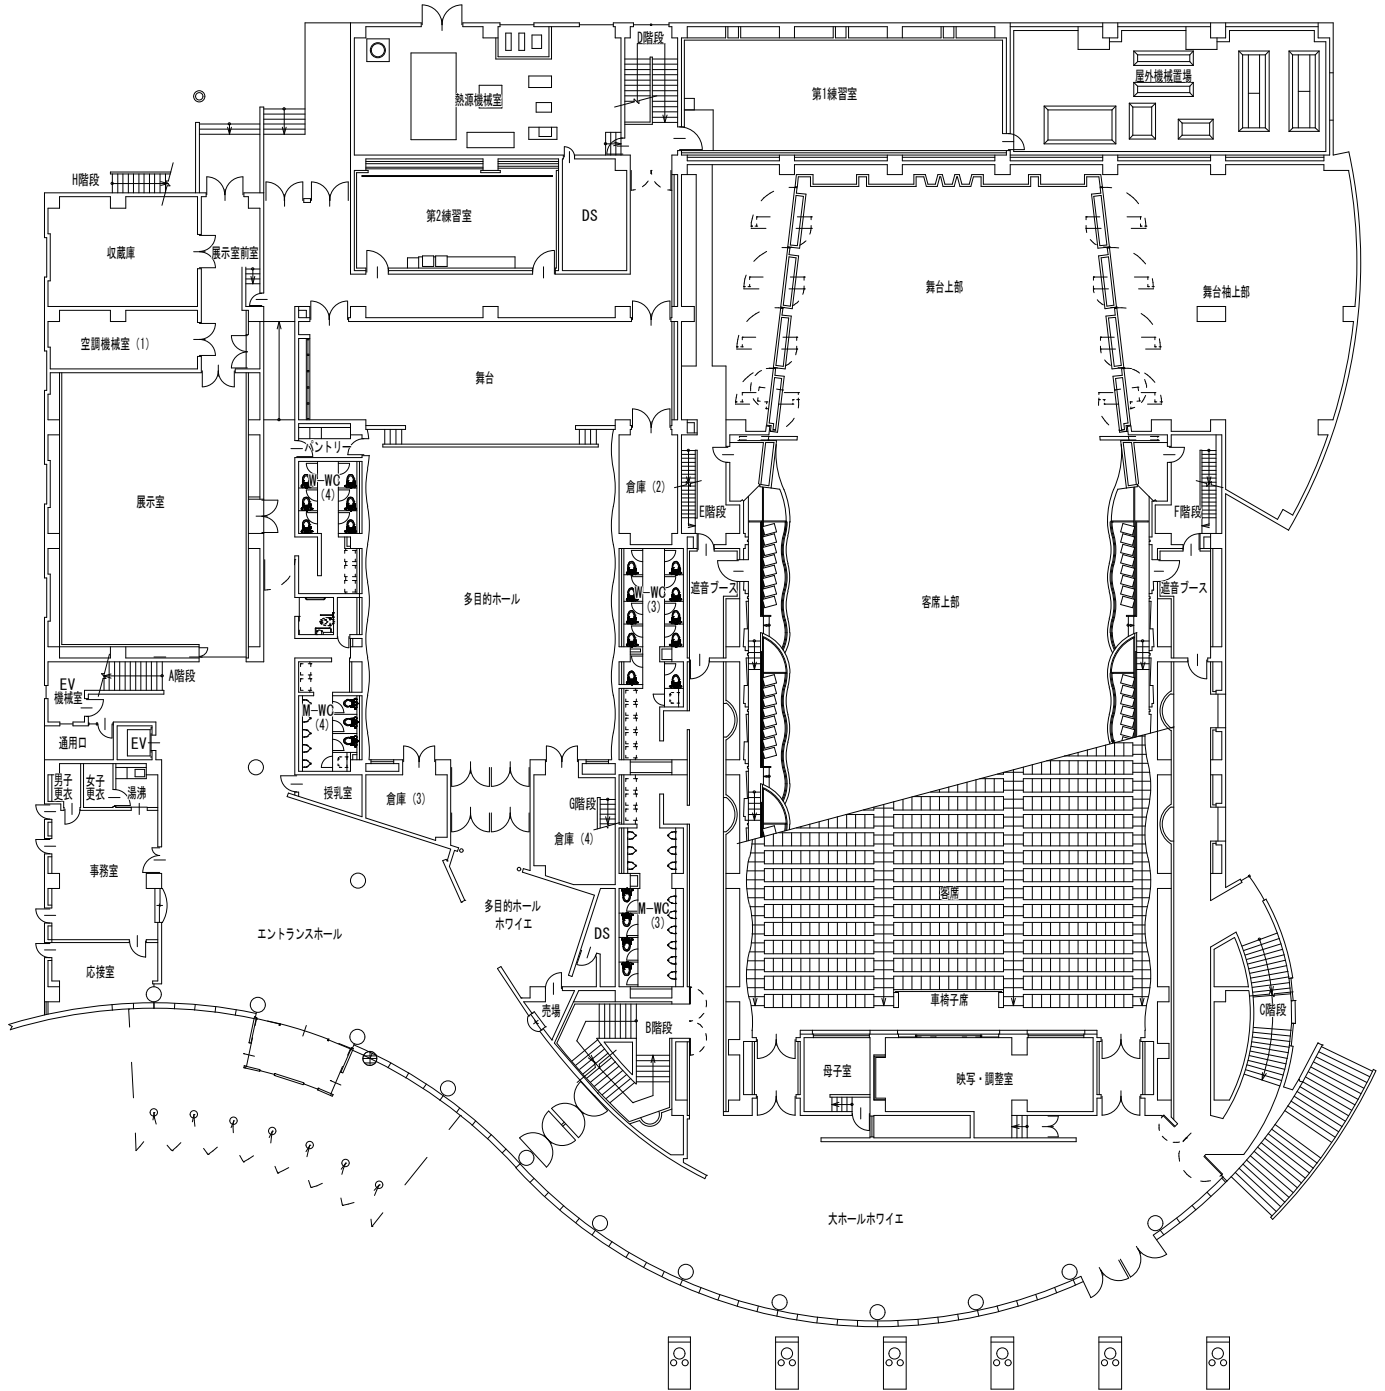 D階段
熱源機械室
第1練習室
屋外機械置場
H階段
第2練習室
DS
収蔵庫
展示室前室
舞台上部
舞台袖上部
空調機械室(1)
舞台
パントリー
W-WC
(4)
展示室
倉庫(2)
E階段
F階段
多目的ホール
W-WC
(3)
遮音ブース
客席上部
遮音ブース
A階段
EV
機械室
M-WC
(4)
通用口
EV
男子
更衣
女子
更衣
湯沸
授乳室
倉庫(3)
G階段
倉庫(4)
事務室
客席
多目的ホール
ホワイエ
M-WC
(3)
エントランスホール
DS
応接室
車椅子席
売場
B階段
C階段
母子室
映写・調整室
大ホールホワイエ